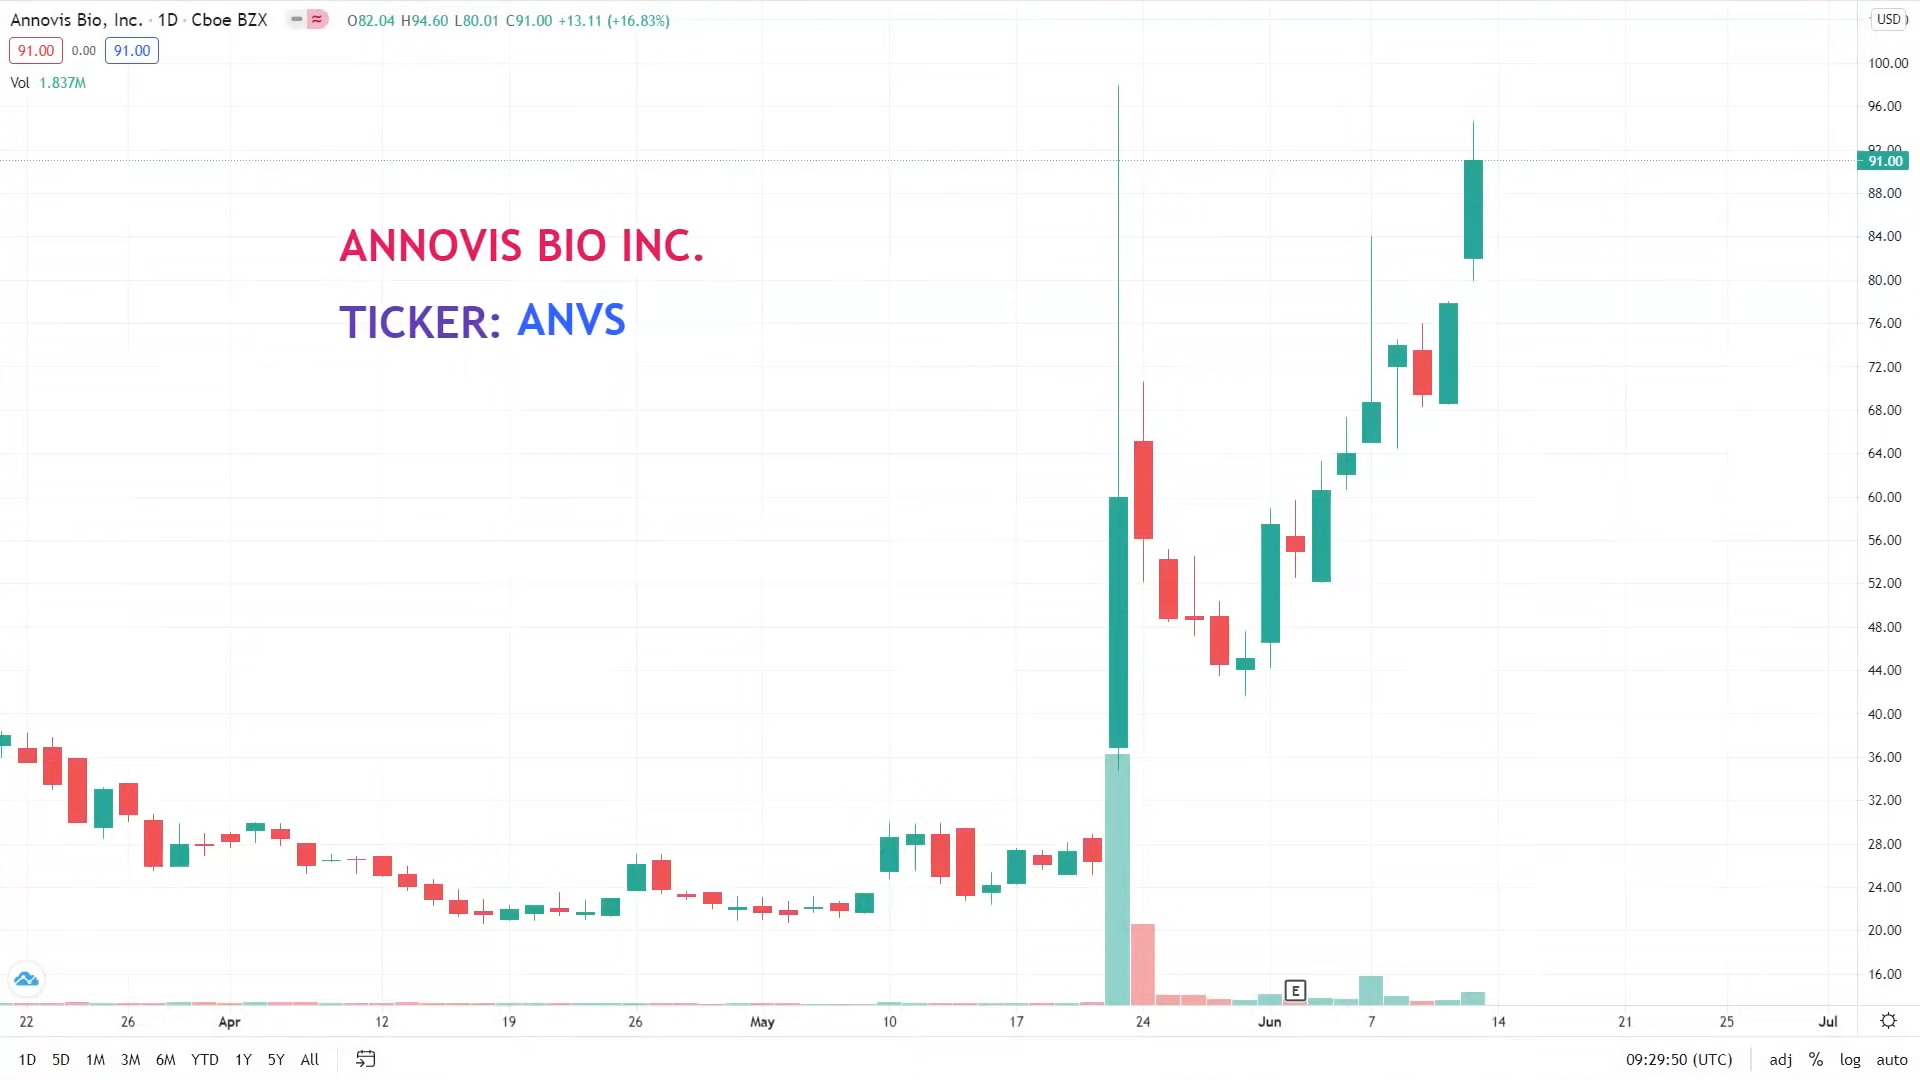 Annovis Bio, Inc. · 1D · Cboe BZX O82.04 H94.60 L80.01 C91.00 +13.11 (+16.83%)
USD
91.00 0.00 91.00
Vol 1.837M
100.00
96.00
92.00
91.00
88.00
84.00
80.00
76.00
72.00
68.00
64.00
60.00
56.00
52.00
48.00
44.00
40.00
36.00
32.00
28.00
24.00
20.00
16.00
ANNOVIS BIO INC.
TICKER: ANVS
E
22 26 Apr 12 19 26 May 10 17 24 Jun 7 14 21 25 Jul
1D 5D 1M 3M 6M YTD 1Y 5Y All 09:29:50 (UTC) adj % log auto